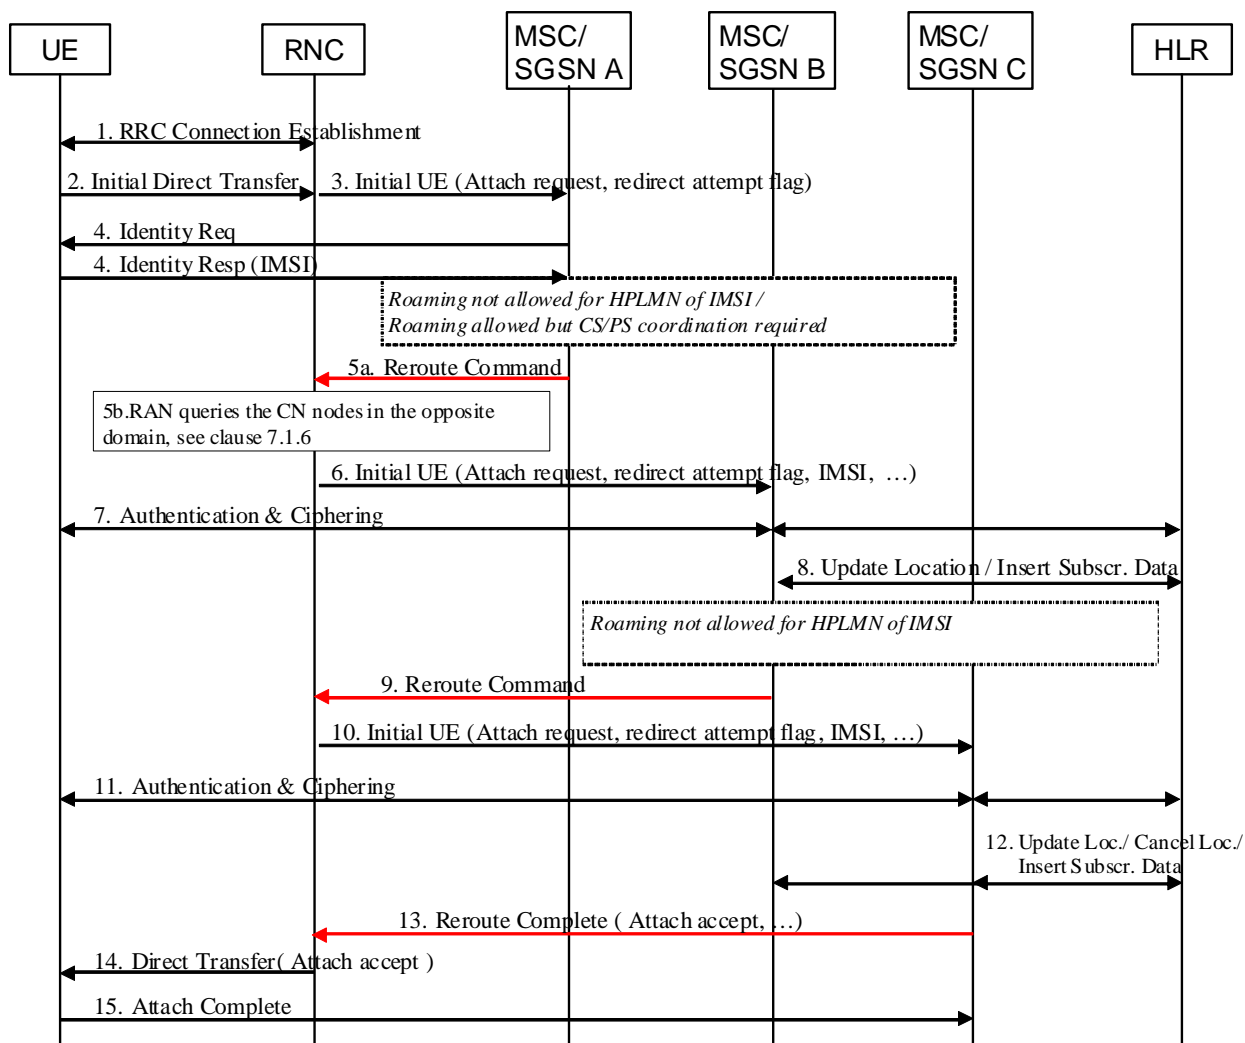 UE
RNC
MSC/
SGSN A
MSC/
SGSN B
MSC/
SGSN C
HLR
1. RRC Connection Establishment
2. Initial Direct Transfer
3. Initial UE (Attach request, redirect attempt flag)
4. Identity Req
4. Identity Resp (IMSI)
Roaming not allowed for HPLMN of IMSI /
Roaming allowed but CS/PS coordination required
5a. Reroute Command
5b.RAN queries the CN nodes in the opposite
domain, see clause 7.1.6
6. Initial UE (Attach request, redirect attempt flag, IMSI, …)
7. Authentication & Ciphering
8. Update Location / Insert Subscr. Data
Roaming not allowed for HPLMN of IMSI
9. Reroute Command
10. Initial UE (Attach request, redirect attempt flag, IMSI, …)
11. Authentication & Ciphering
12. Update Loc./ Cancel Loc./
Insert Subscr. Data
13. Reroute Complete ( Attach accept, …)
14. Direct Transfer( Attach accept )
15. Attach Complete